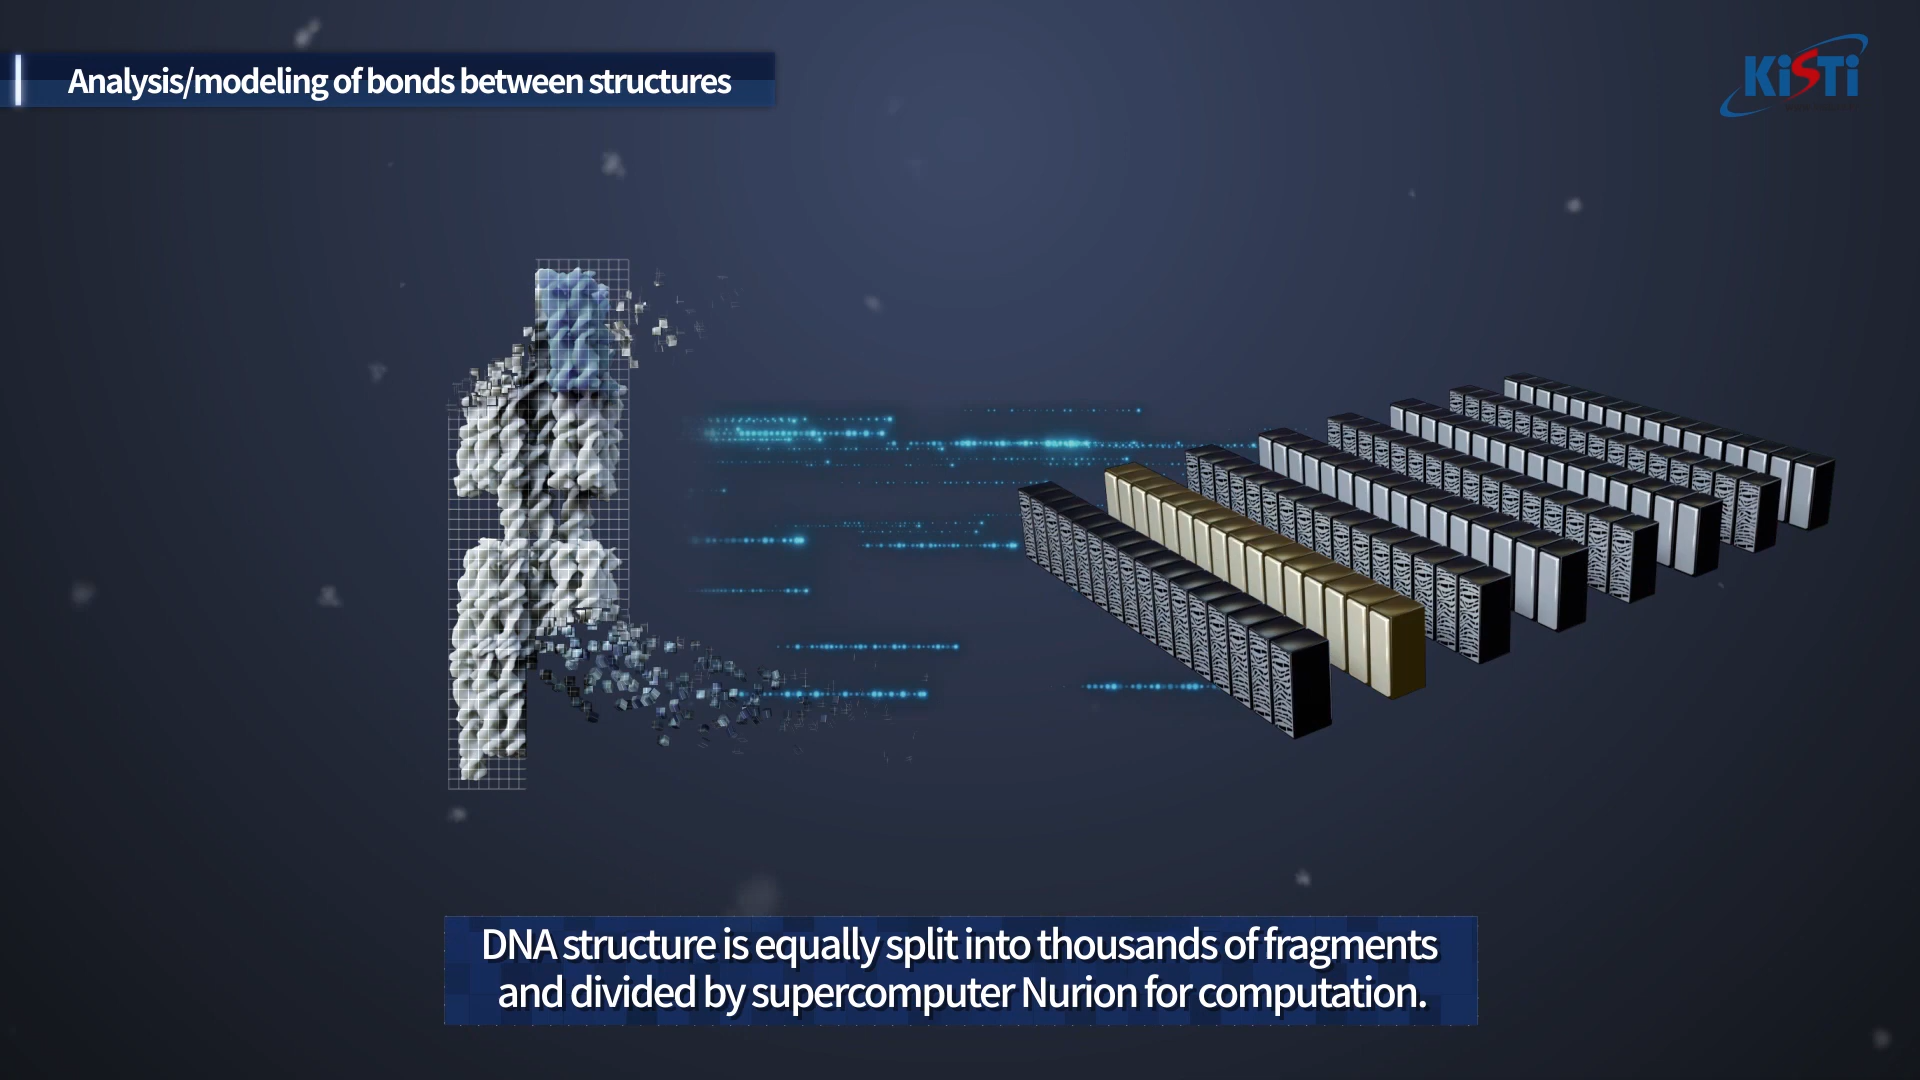 Analysis/modeling of bonds between structures
KiSTi
DNA structure is equally split into thousands of fragments
and divided by supercomputer Nurion for computation.